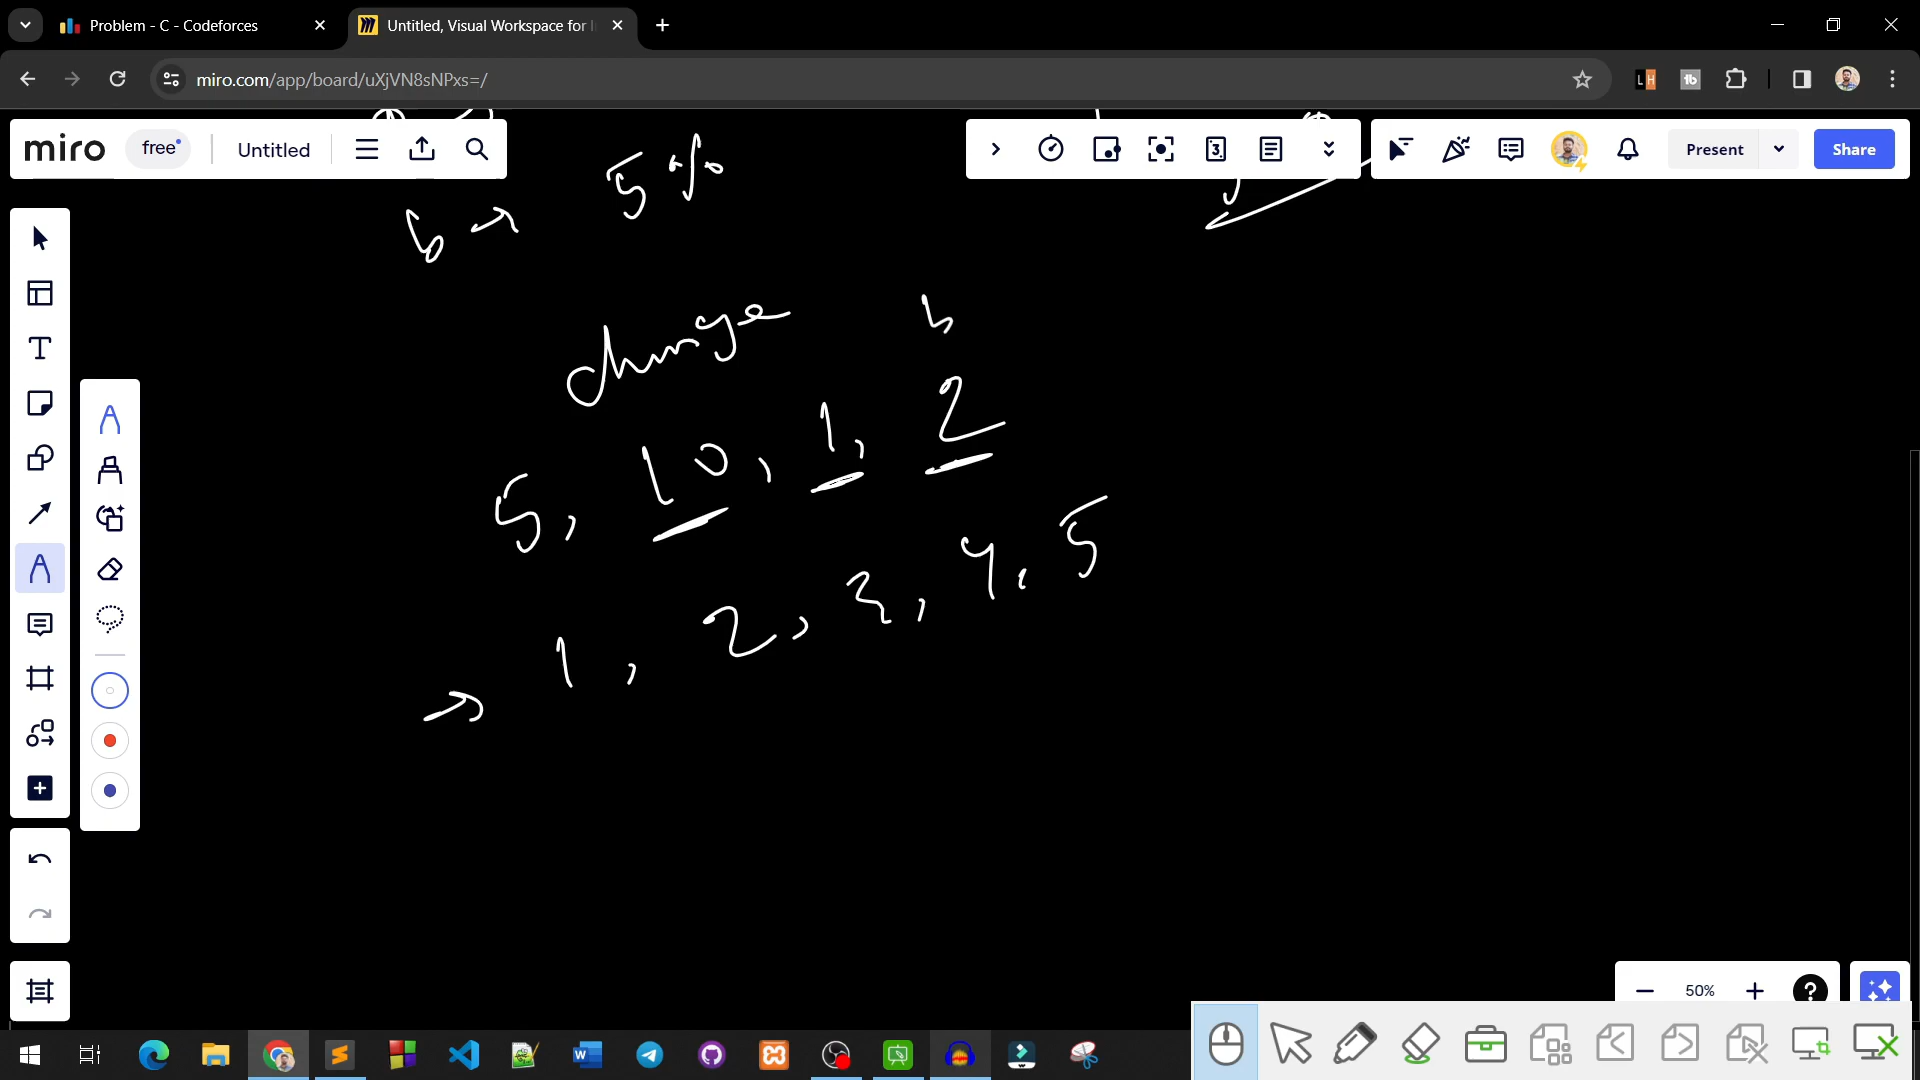 Problem - C - Codeforces
Untitled, Visual Workspace for
miro.com/app/board/uXjVN8sNPxs=/
miro free Untitled
Present Share
5 %
b →
change
5, 10, 1, 2
→ 1, 2, 3, 4, 5
50%